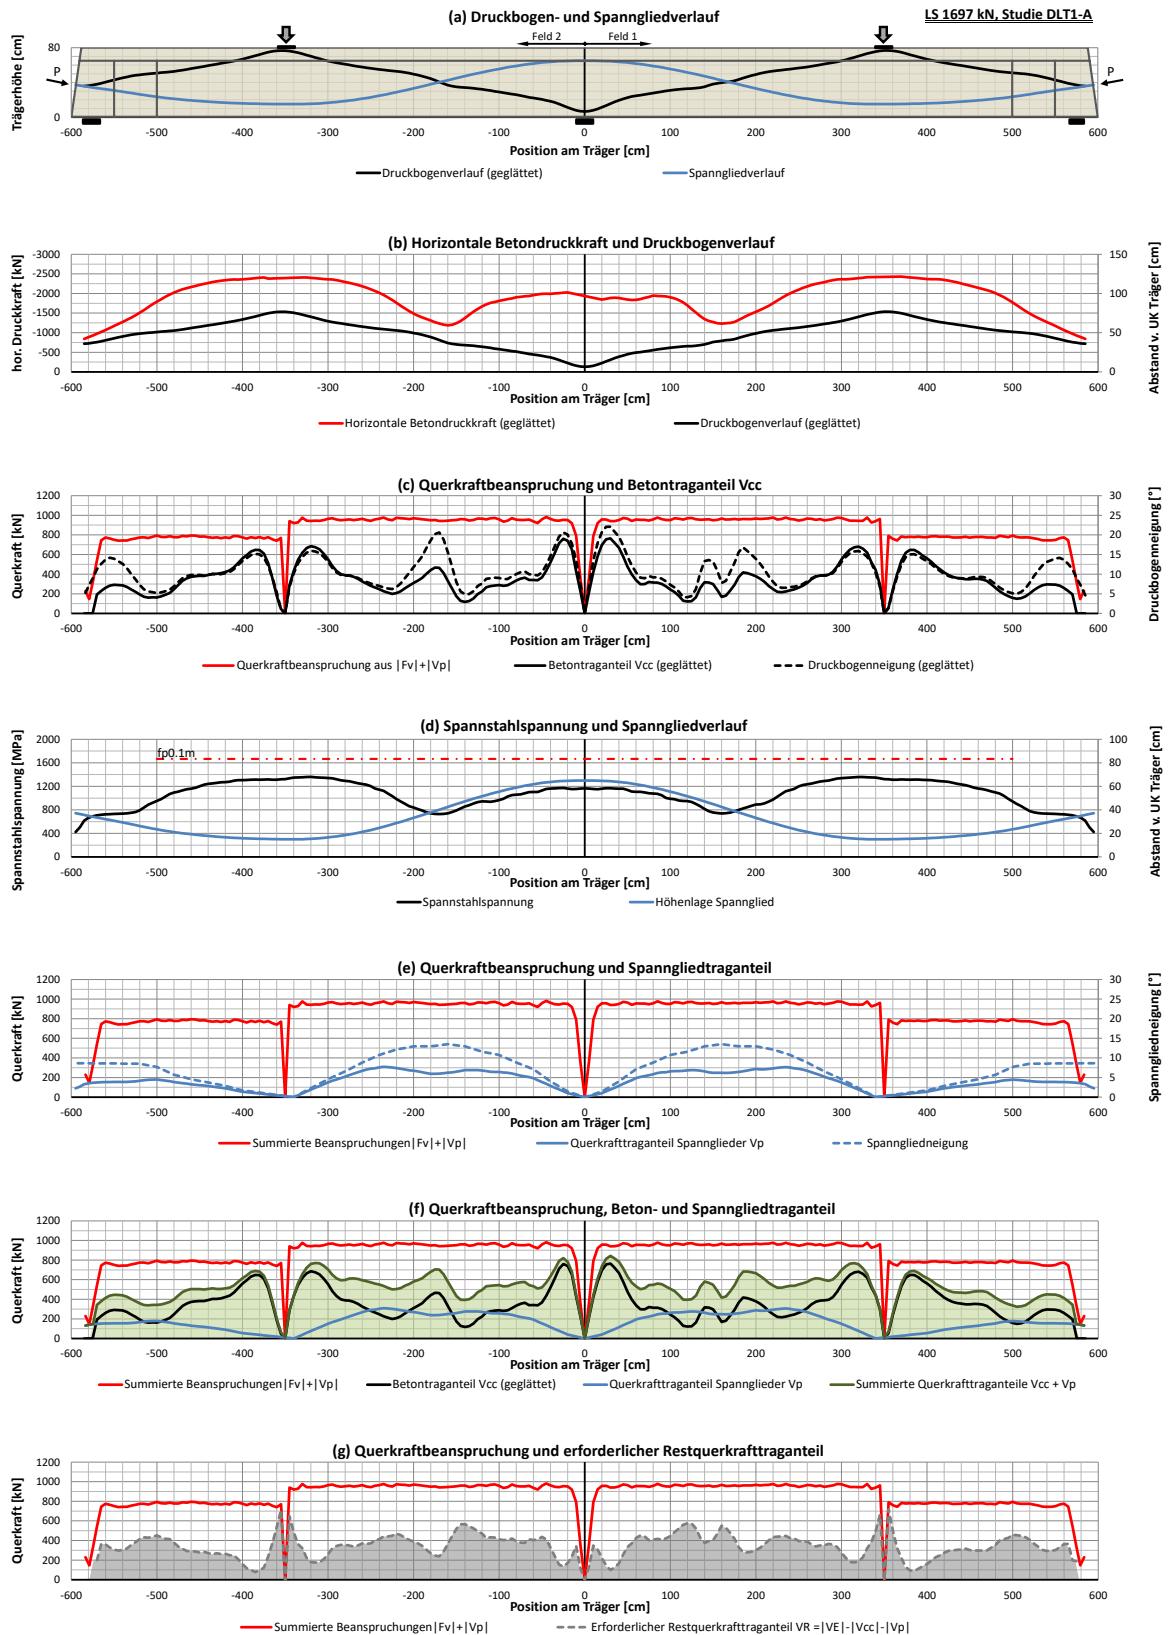 (a) Druckbogen- und Spanngliedverlauf
LS 1697 kN, Studie DLT1-A
Trägerhöhe [cm]
80
0
P
Feld 2
Feld 1
P
-600 -500 -400 -300 -200 -100 0 100 200 300 400 500 600
Position am Träger [cm]
Druckbogenverlauf (geglättet)
Spanngliedverlauf
(b) Horizontale Betondruckkraft und Druckbogenverlauf
hor. Druckkraft [kN]
-3000
-2500
-2000
-1500
-1000
-500
0
150
100
50
0
Abstand v. UK Träger [cm]
-600 -500 -400 -300 -200 -100 0 100 200 300 400 500 600
Position am Träger [cm]
Horizontale Betondruckkraft (geglättet)
Druckbogenverlauf (geglättet)
(c) Querkraftbeanspruchung und Betontraganteil Vcc
Querkraft [kN]
1200
1000
800
600
400
200
0
30
25
20
15
10
5
0
Druckbogenneigung [°]
-600 -500 -400 -300 -200 -100 0 100 200 300 400 500 600
Position am Träger [cm]
Querkraftbeanspruchung aus |Fv|+|Vp|
Betontraganteil Vcc (geglättet)
Druckbogenneigung (geglättet)
(d) Spannstahlspannung und Spanngliedverlauf
Spannstahlspannung [MPa]
2000
1600
1200
800
400
0
fp0.1m
100
80
60
40
20
0
Abstand v. UK Träger [cm]
-600 -500 -400 -300 -200 -100 0 100 200 300 400 500 600
Position am Träger [cm]
Spannstahlspannung
Höhenlage Spannglied
(e) Querkraftbeanspruchung und Spanngliedtraganteil
Querkraft [kN]
1200
1000
800
600
400
200
0
30
25
20
15
10
5
0
Spanngliedneigung [°]
-600 -500 -400 -300 -200 -100 0 100 200 300 400 500 600
Position am Träger [cm]
Summierte Beanspruchungen|Fv|+|Vp|
Querkrafttraganteil Spannglieder Vp
Spanngliedneigung
(f) Querkraftbeanspruchung, Beton- und Spanngliedtraganteil
Querkraft [kN]
1200
1000
800
600
400
200
0
-600 -500 -400 -300 -200 -100 0 100 200 300 400 500 600
Position am Träger [cm]
Summierte Beanspruchungen|Fv|+|Vp|
Betontraganteil Vcc (geglättet)
Querkrafttraganteil Spannglieder Vp
Summierte Querkrafttraganteile Vcc + Vp
(g) Querkraftbeanspruchung und erforderlicher Restquerkrafttraganteil
Querkraft [kN]
1200
1000
800
600
400
200
0
-600 -500 -400 -300 -200 -100 0 100 200 300 400 500 600
Position am Träger [cm]
Summierte Beanspruchungen|Fv|+|Vp|
Erforderlicher Restquerkrafttraganteil VR =|VE|-|Vcc|-|Vp|